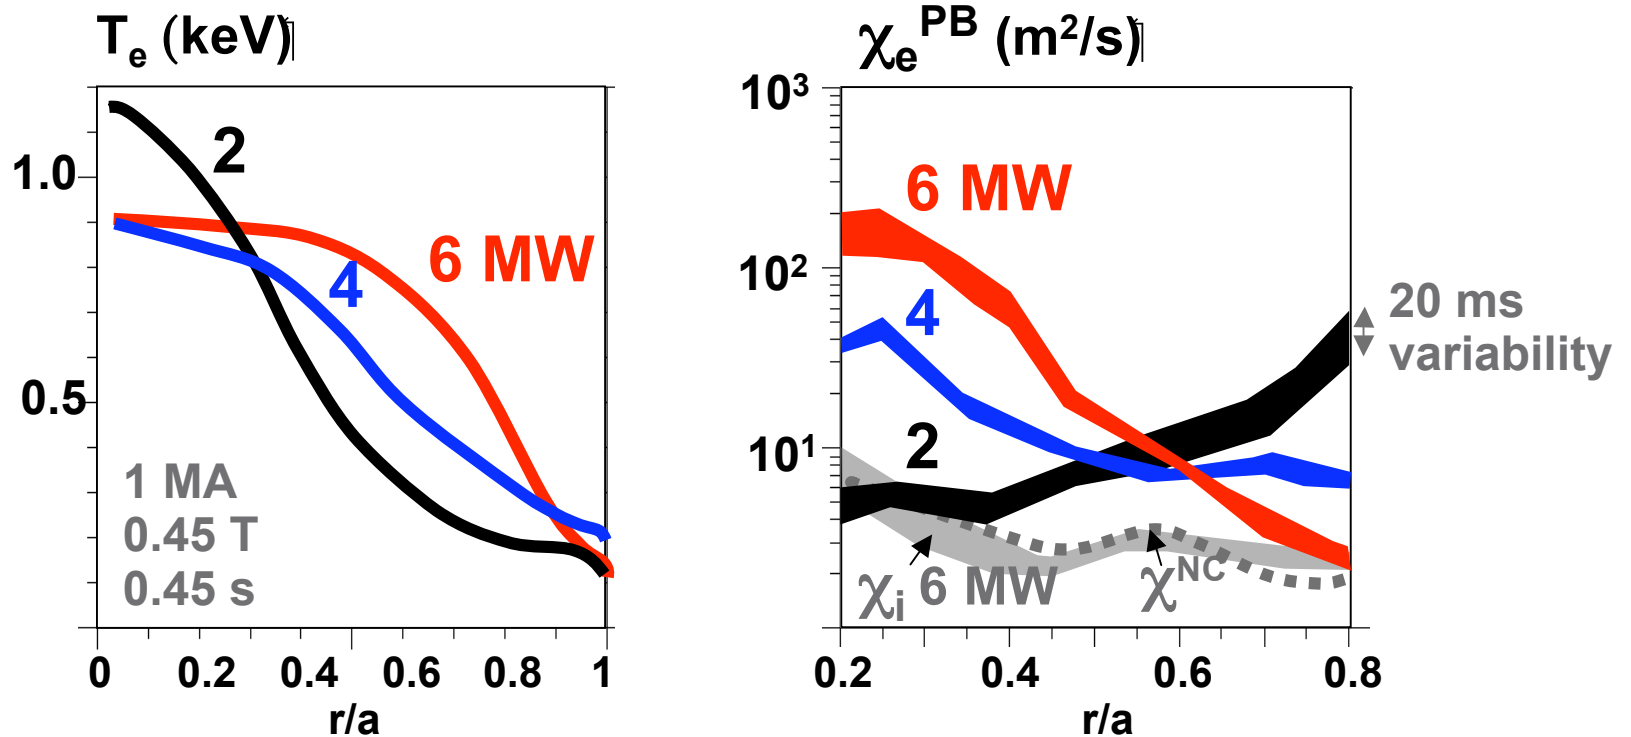 Tₑ (keV)
1.0
0.5
2
4
6 MW
1 MA
0.45 T
0.45 s
0 0.2 0.4 0.6 0.8 1
r/a
χₑᴾᴮ (m²/s)
10³
10²
10¹
6 MW
4
2
20 ms
variability
χᵢ 6 MW
χᴺᶜ
0.2 0.4 0.6 0.8
r/a